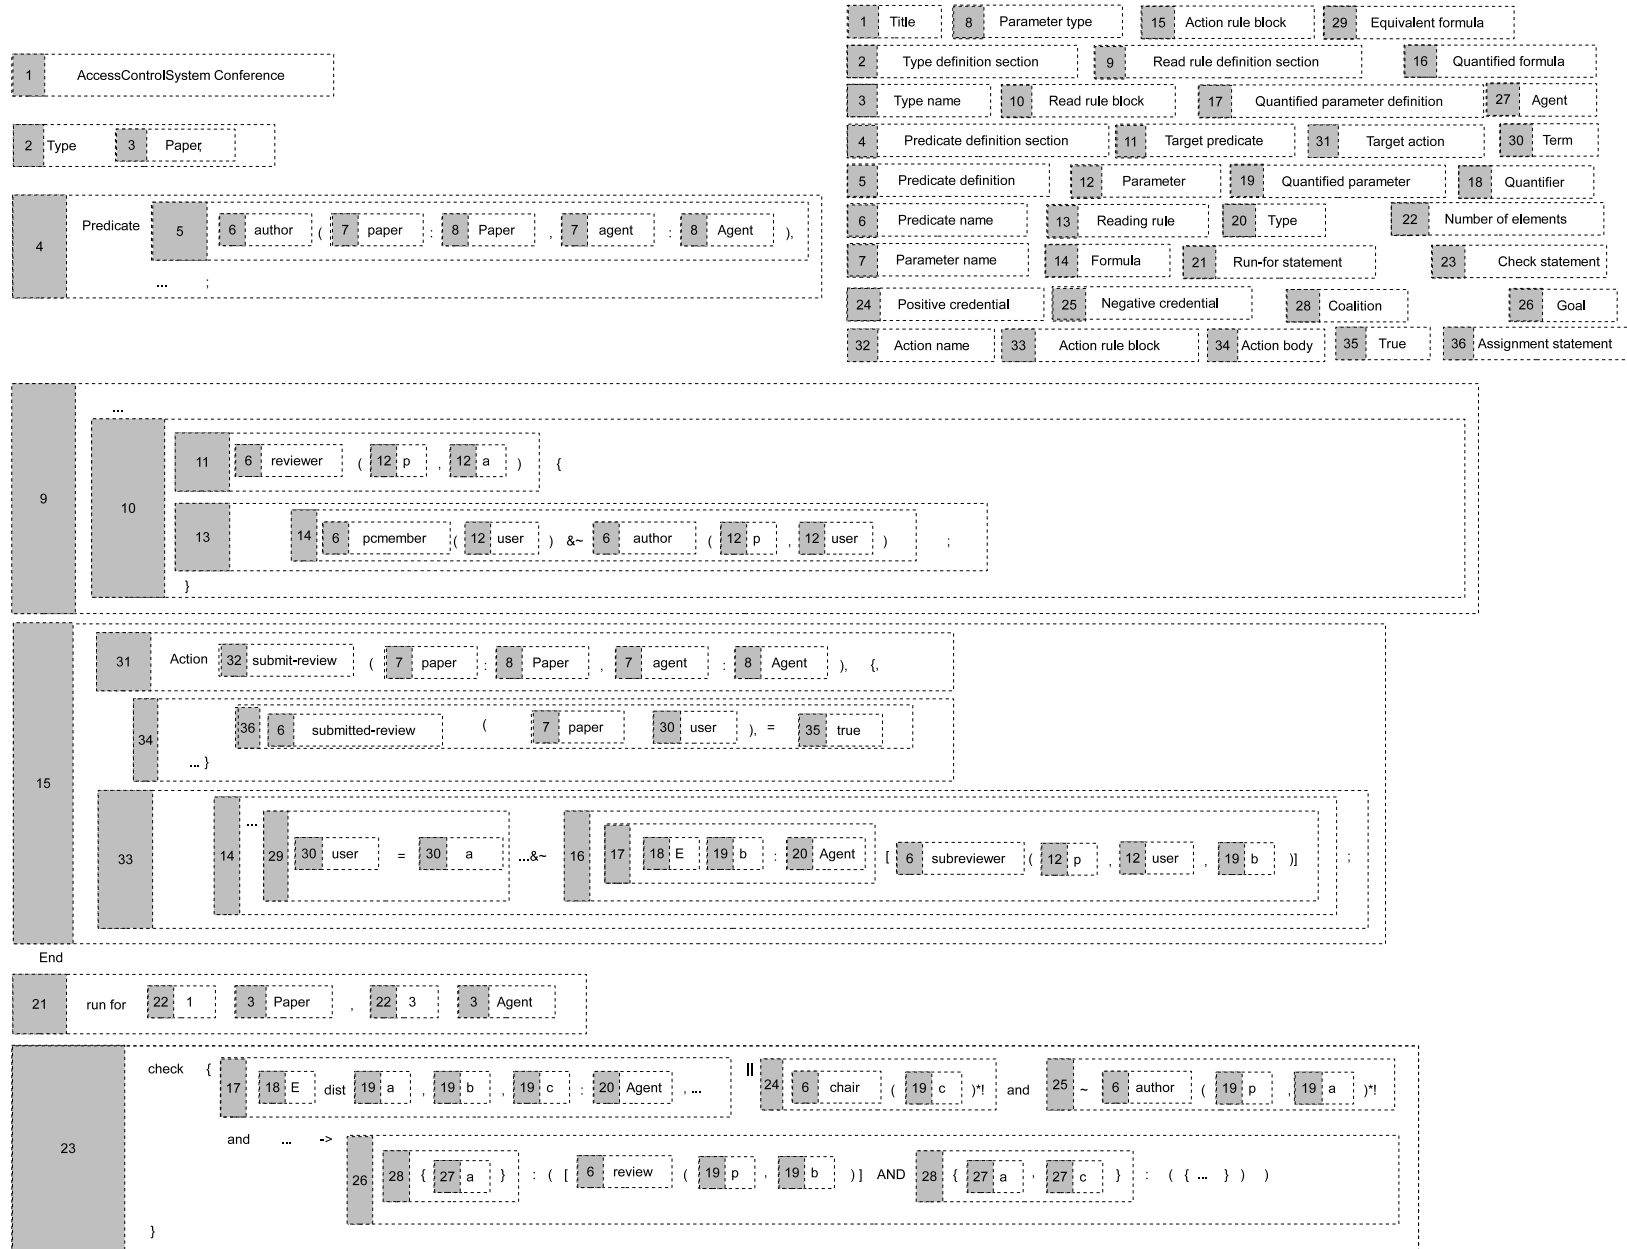 1 Title 8 Parameter type 15 Action rule block 29 Equivalent formula
2 Type definition section 9 Read rule definition section 16 Quantified formula
3 Type name 10 Read rule block 17 Quantified parameter definition 27 Agent
4 Predicate definition section 11 Target predicate 31 Target action 30 Term
5 Predicate definition 12 Parameter 19 Quantified parameter 18 Quantifier
6 Predicate name 13 Reading rule 20 Type 22 Number of elements
7 Parameter name 14 Formula 21 Run-for statement 23 Check statement
24 Positive credential 25 Negative credential 28 Coalition 26 Goal
32 Action name 33 Action rule block 34 Action body 35 True 36 Assignment statement
1 AccessControlSystem Conference
2 Type 3 Paper;
4 Predicate 5 6 author ( 7 paper : 8 Paper , 7 agent : 8 Agent ),
... ;
9
...
10
11 6 reviewer ( 12 p , 12 a ) {
13 14 6 pcmember ( 12 user ) &~ 6 author ( 12 p , 12 user ) ;
}
15
31 Action 32 submit-review ( 7 paper : 8 Paper , 7 agent : 8 Agent ), {,
34 36 6 submitted-review ( 7 paper 30 user ), = 35 true
... }
33 14 ... 29 30 user = 30 a ...&~ 16 17 18 E 19 b : 20 Agent [ 6 subreviewer ( 12 p , 12 user , 19 b )] ;
End
21 run for 22 1 3 Paper , 22 3 3 Agent
23
check { 17 18 E dist 19 a , 19 b , 19 c : 20 Agent , ... || 24 6 chair ( 19 c )*! and 25 ~ 6 author ( 19 p , 19 a )*!
and ... -> 26 28 { 27 a } : ( [ 6 review ( 19 p , 19 b )] AND 28 { 27 a , 27 c } : ( { ... } ) )
}